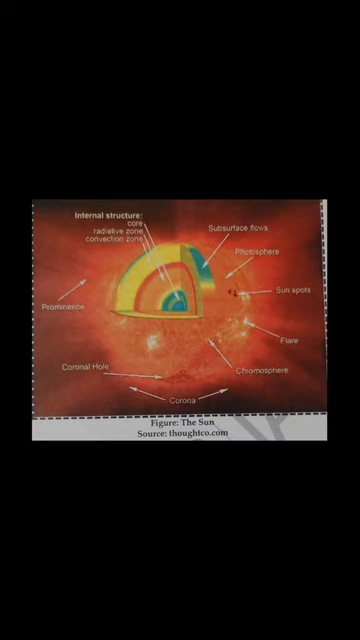 Internal structure:
core
radiative zone
convection zone
Subsurface flows
Photosphere
Sun spots
Prominence
Flare
Coronal Hole
Chromosphere
Corona
Figure: The Sun
Source: thoughtco.com